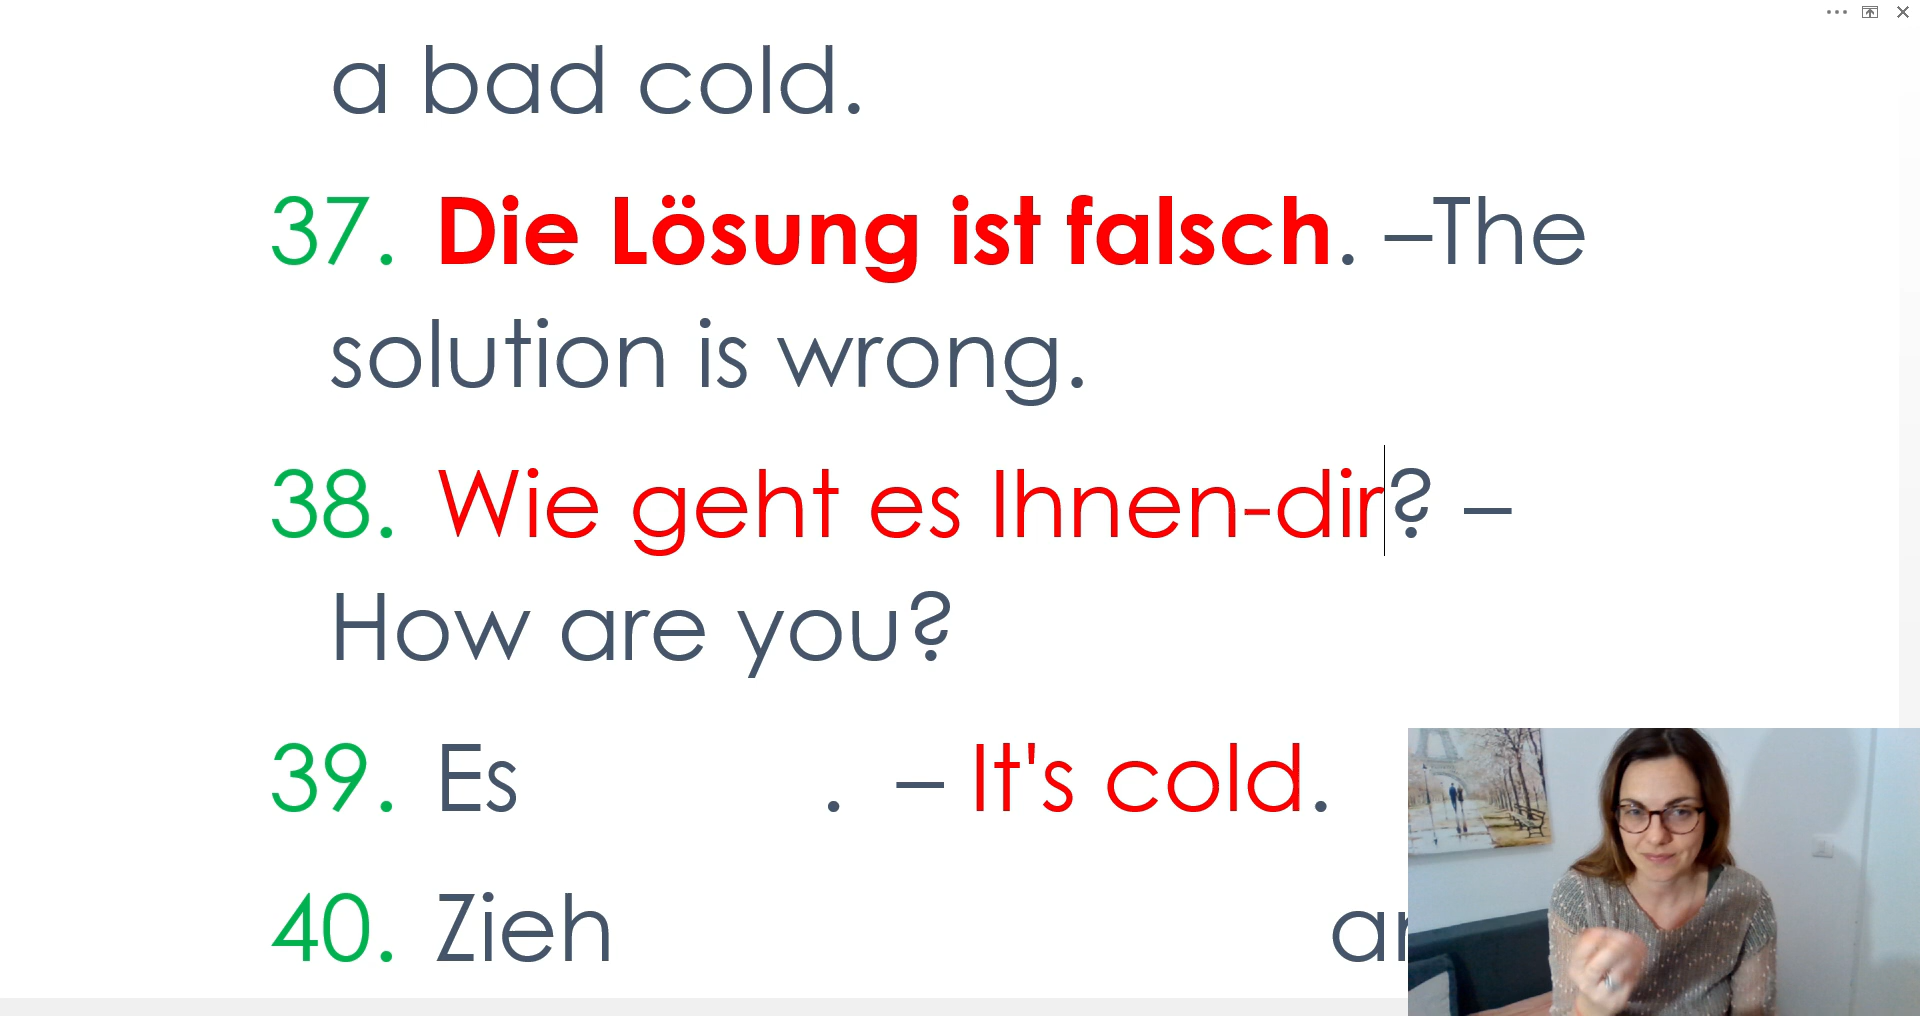 a bad cold.
37. Die Lösung ist falsch. –The
solution is wrong.
38. Wie geht es Ihnen-dir? –
How are you?
39. Es . – It's cold.
40. Zieh